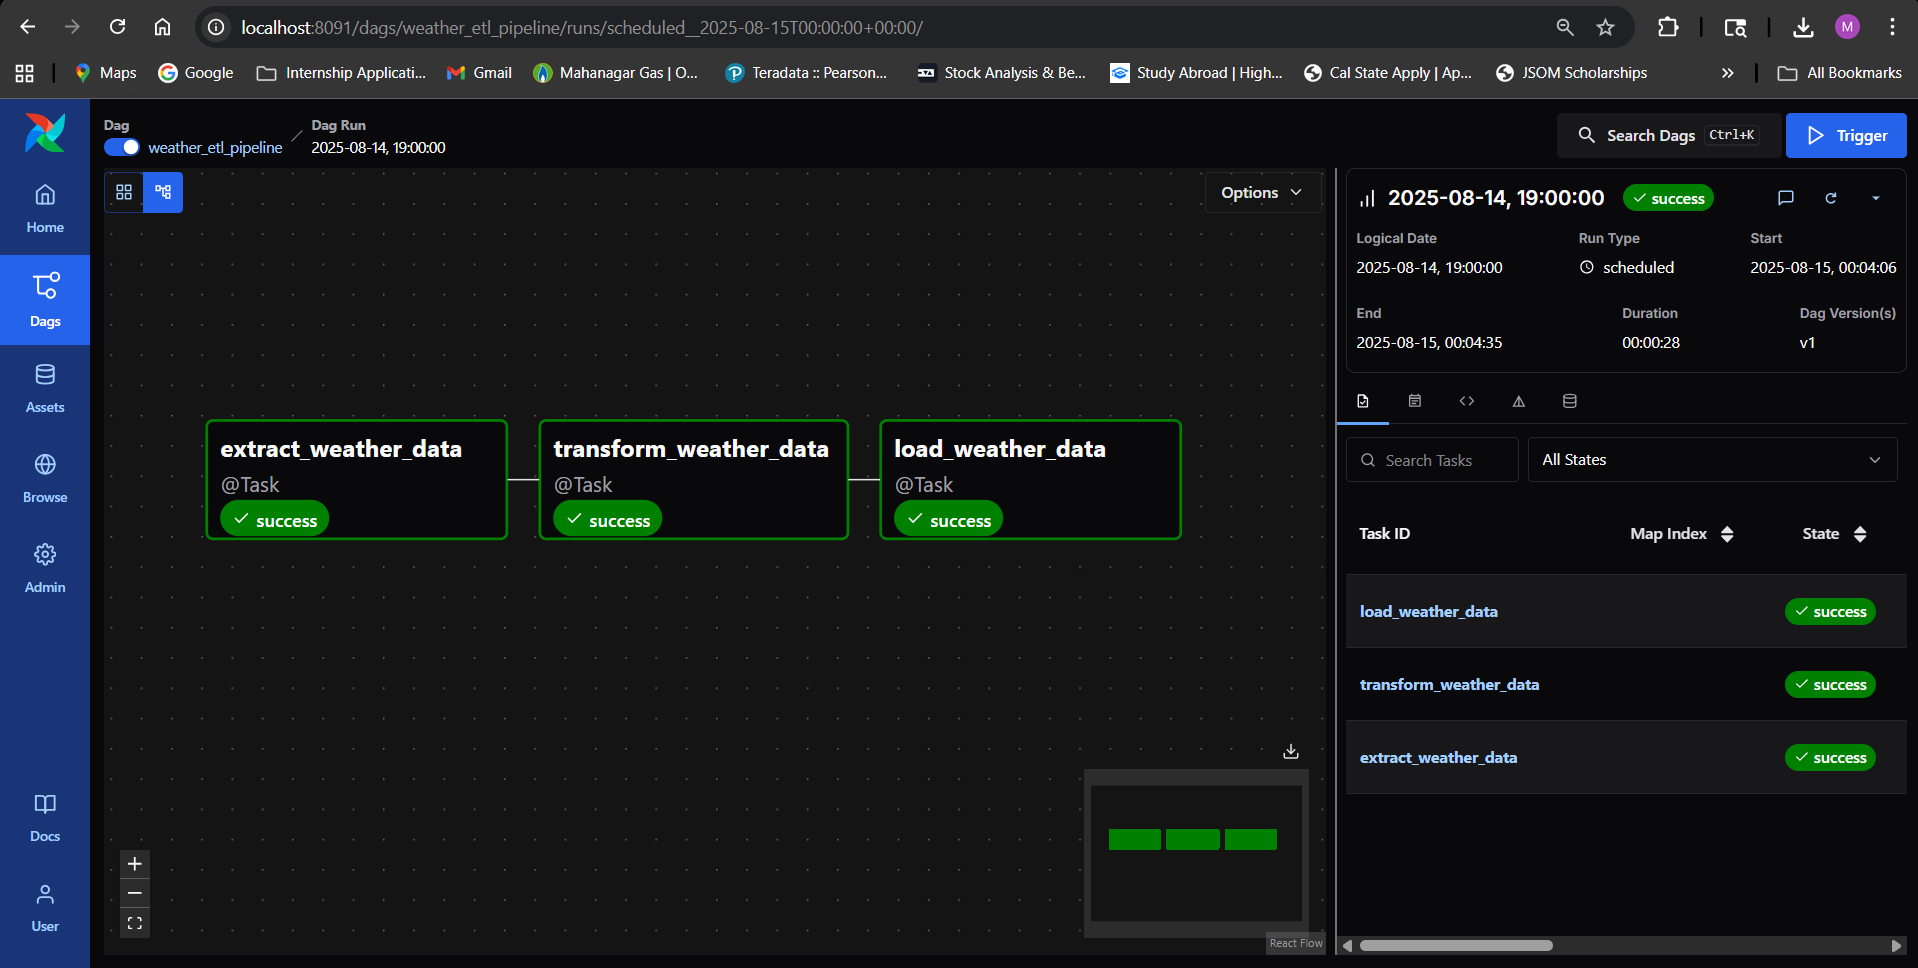 localhost:8091/dags/weather_etl_pipeline/runs/scheduled__2025-08-15T00:00:00+00:00/
M
Maps
Google
Internship Applicati...
Gmail
Mahanagar Gas | O...
Teradata :: Pearson...
Stock Analysis & Be...
Study Abroad | High...
Cal State Apply | Ap...
JSOM Scholarships
»
All Bookmarks
Home
Dags
Assets
Browse
Admin
Docs
User
Dag
weather_etl_pipeline
/
Dag Run
2025-08-14, 19:00:00
Search Dags Ctrl+K
Trigger
Options
extract_weather_data
@Task
success
transform_weather_data
@Task
success
load_weather_data
@Task
success
React Flow
2025-08-14, 19:00:00 success
Logical Date Run Type Start
2025-08-14, 19:00:00 scheduled 2025-08-15, 00:04:06
End Duration Dag Version(s)
2025-08-15, 00:04:35 00:00:28 v1
Search Tasks All States
Task ID Map Index State
load_weather_data success
transform_weather_data success
extract_weather_data success